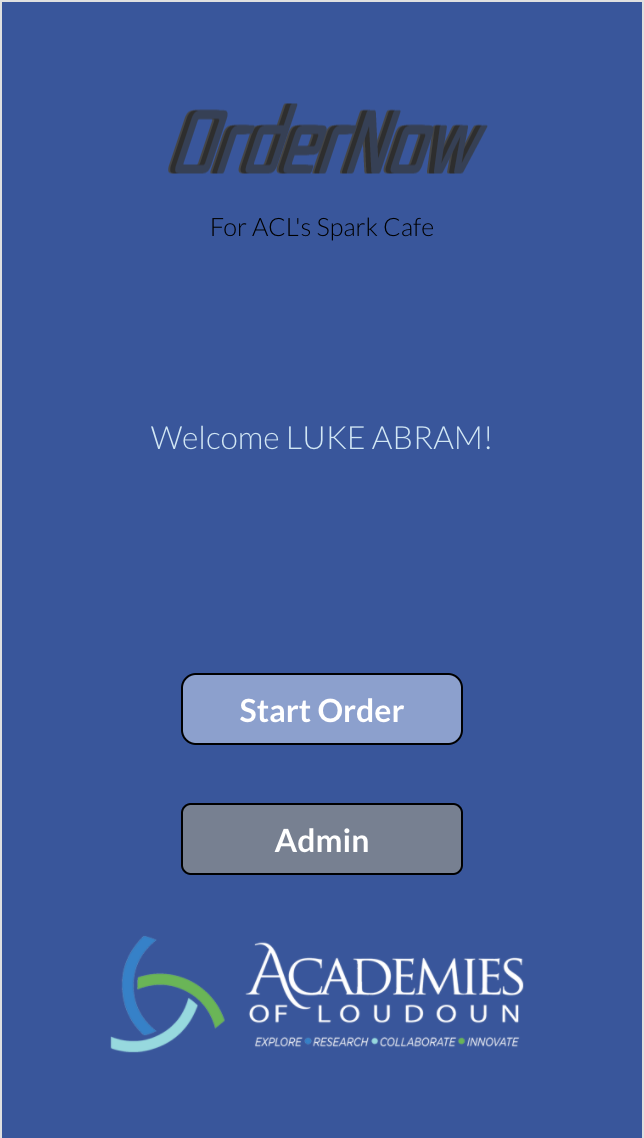 OrderNow
For ACL's Spark Cafe
Welcome LUKE ABRAM!
Start Order
Admin
ACADEMIES
OF LOUDOUN
EXPLORE • RESEARCH • COLLABORATE • INNOVATE